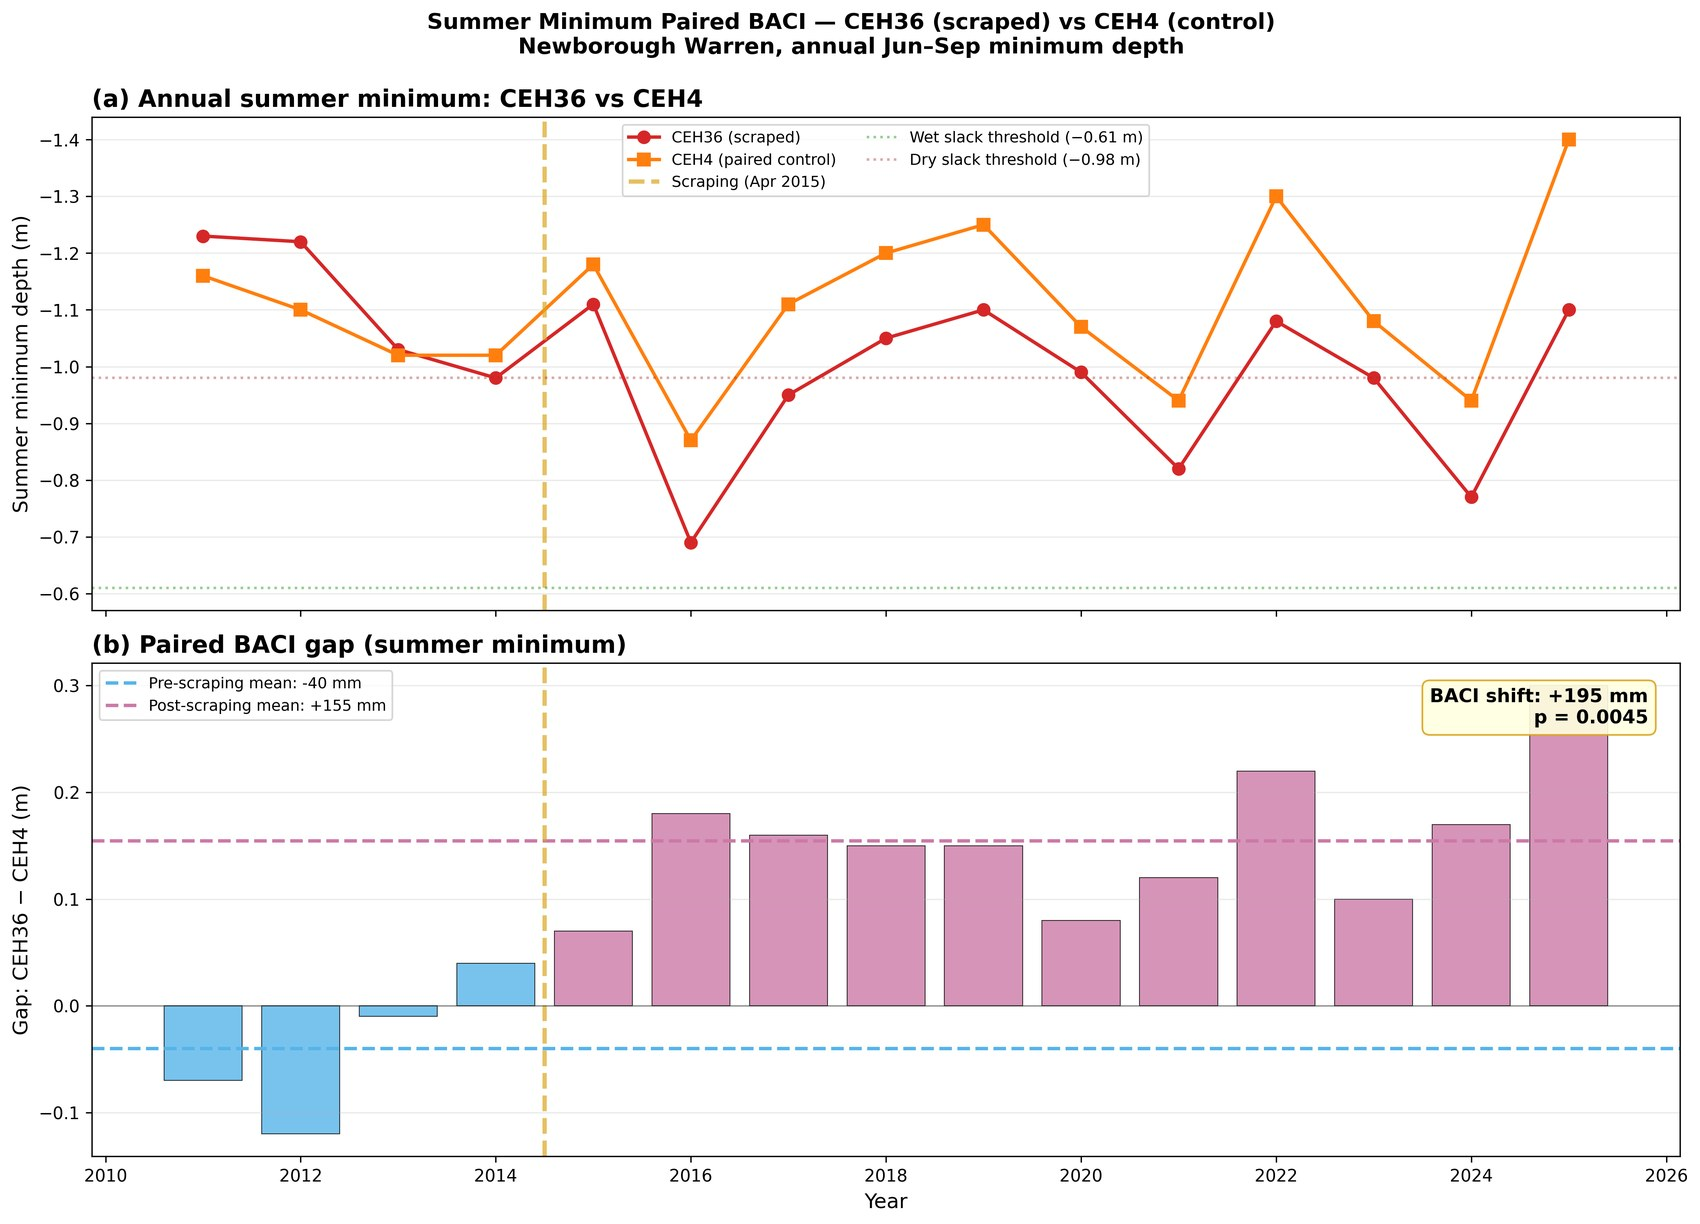 Summer Minimum Paired BACI — CEH36 (scraped) vs CEH4 (control)
Newborough Warren, annual Jun–Sep minimum depth
(a) Annual summer minimum: CEH36 vs CEH4
CEH36 (scraped)
CEH4 (paired control)
Scraping (Apr 2015)
Wet slack threshold (−0.61 m)
Dry slack threshold (−0.98 m)
Summer minimum depth (m)
−1.4
−1.3
−1.2
−1.1
−1.0
−0.9
−0.8
−0.7
−0.6
(b) Paired BACI gap (summer minimum)
Pre-scraping mean: -40 mm
Post-scraping mean: +155 mm
BACI shift: +195 mm
p = 0.0045
Gap: CEH36 − CEH4 (m)
0.3
0.2
0.1
0.0
−0.1
2010
2012
2014
2016
2018
2020
2022
2024
2026
Year